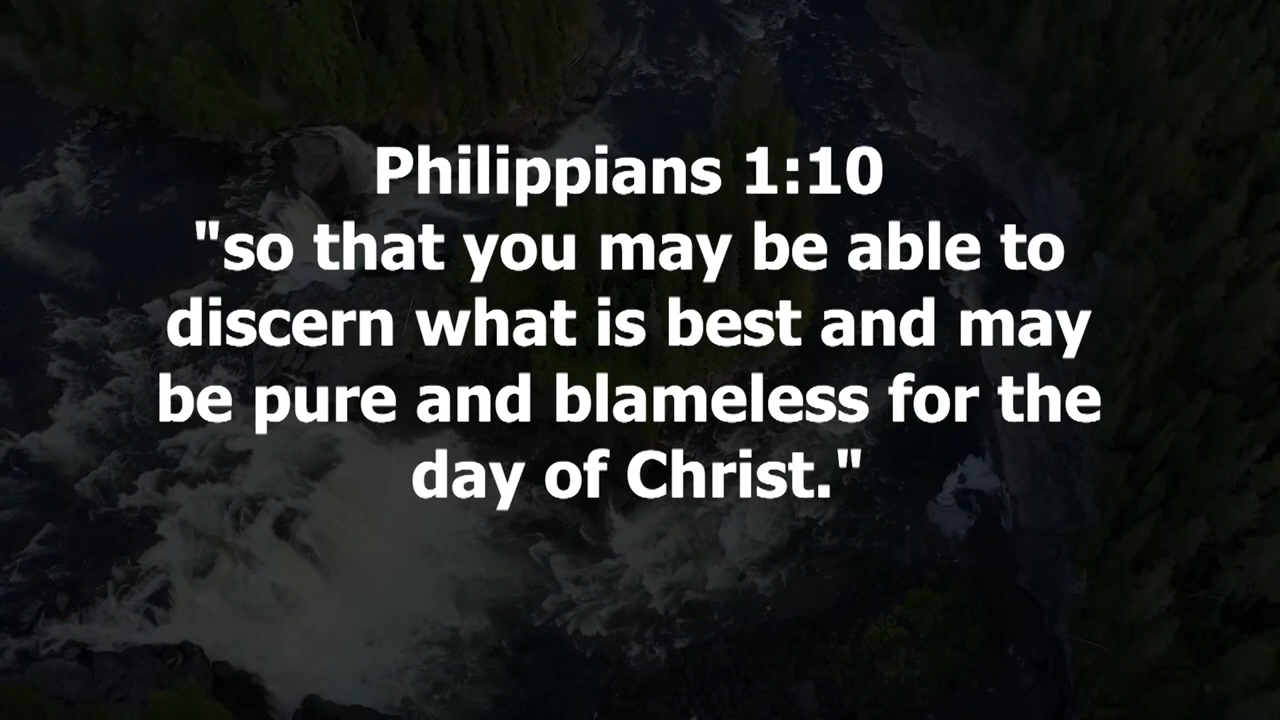 Philippians 1:10
"so that you may be able to
discern what is best and may
be pure and blameless for the
day of Christ."